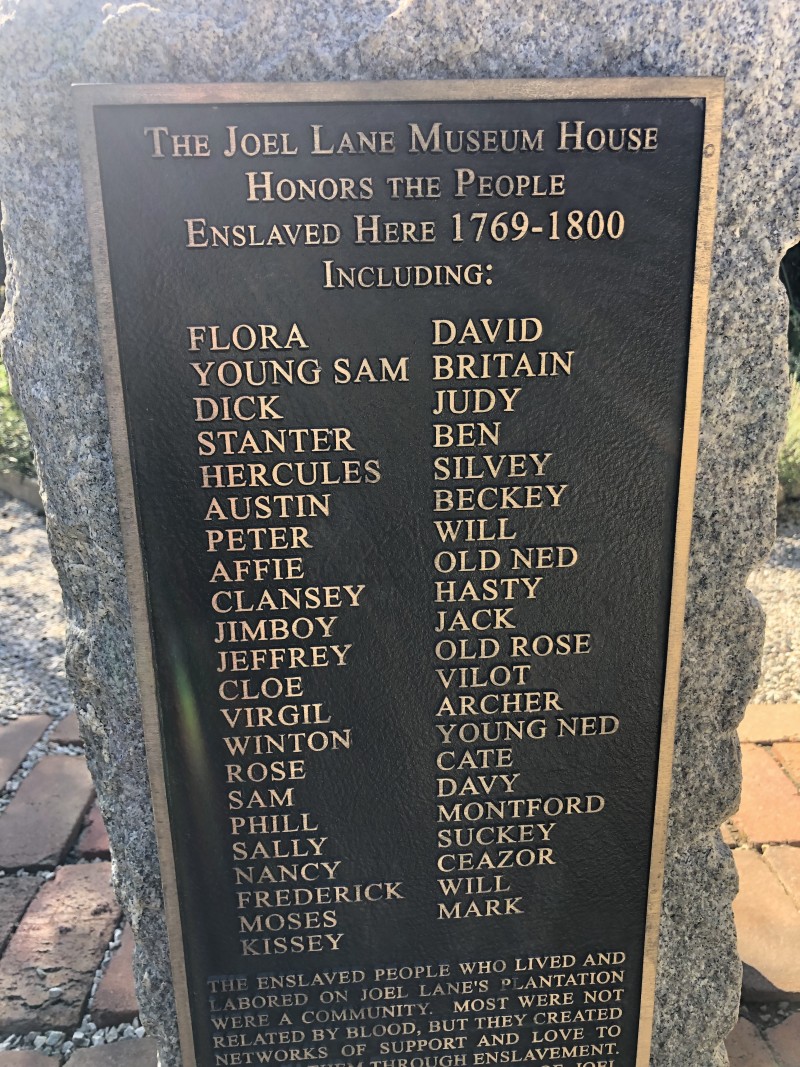 THE JOEL LANE MUSEUM HOUSE
HONORS THE PEOPLE
ENSLAVED HERE 1769-1800
INCLUDING:
FLORA
YOUNG SAM
DICK
STANTER
HERCULES
AUSTIN
PETER
AFFIE
CLANSEY
JIMBOY
JEFFREY
CLOE
VIRGIL
WINTON
ROSE
SAM
PHILL
SALLY
NANCY
FREDERICK
MOSES
KISSEY
DAVID
BRITAIN
JUDY
BEN
SILVEY
BECKEY
WILL
OLD NED
HASTY
JACK
OLD ROSE
VILOT
ARCHER
YOUNG NED
CATE
DAVY
MONTFORD
SUCKEY
CEAZOR
WILL
MARK
THE ENSLAVED PEOPLE WHO LIVED AND
LABORED ON JOEL LANE'S PLANTATION
WERE A COMMUNITY. MOST WERE NOT
RELATED BY BLOOD, BUT THEY CREATED
NETWORKS OF SUPPORT AND LOVE TO
THEM THROUGH ENSLAVEMENT.
OF JOEL